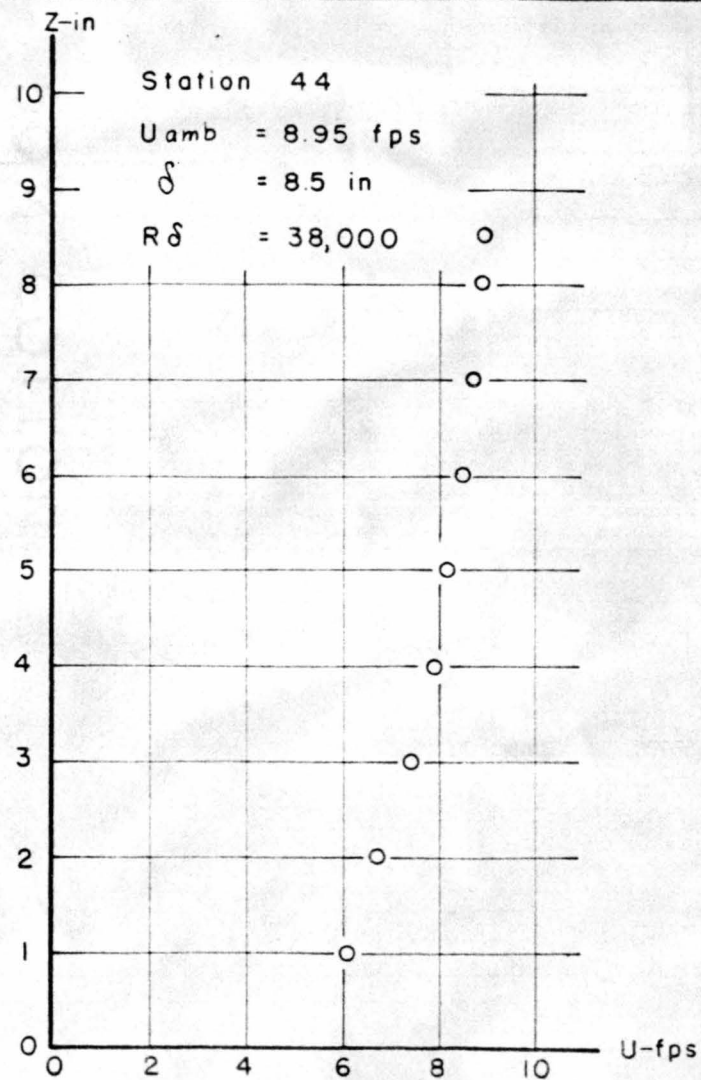 Z-in
10
Station 44
Uamb = 8.95 fps
9
δ = 8.5 in
Rδ = 38,000
8
7
6
5
4
3
2
1
0
U-fps
0 2 4 6 8 10